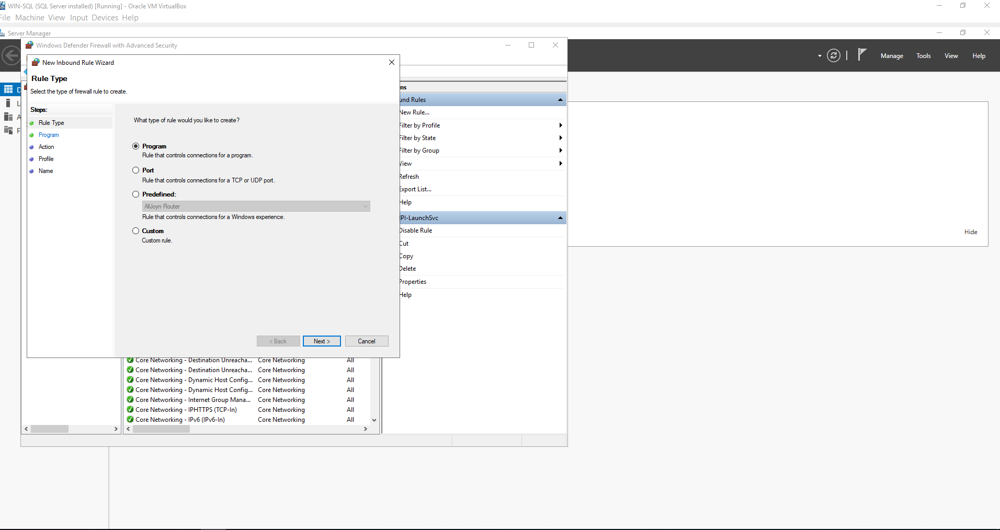 WIN-SQL (SQL Server installed) [Running] - Oracle VM VirtualBox
File Machine View Input Devices Help
Server Manager
Manage Tools View Help
Windows Defender Firewall with Advanced Security
New Inbound Rule Wizard
Rule Type
Select the type of firewall rule to create.
Steps:
Rule Type
Program
Action
Profile
Name
What type of rule would you like to create?
Program
Rule that controls connections for a program.
Port
Rule that controls connections for a TCP or UDP port.
Predefined:
AllJoyn Router
Rule that controls connections for a Windows experience.
Custom
Custom rule.
< Back Next > Cancel
ns
und Rules
New Rule...
Filter by Profile
Filter by State
Filter by Group
View
Refresh
Export List...
Help
PI-LaunchSvc
Disable Rule
Cut
Copy
Delete
Properties
Help
Hide
D
L
A
F
Core Networking - Destination Unreacha... Core Networking All
Core Networking - Destination Unreacha... Core Networking All
Core Networking - Dynamic Host Config... Core Networking All
Core Networking - Dynamic Host Config... Core Networking All
Core Networking - Internet Group Mana... Core Networking All
Core Networking - IPHTTPS (TCP-In) Core Networking All
Core Networking - IPv6 (IPv6-In) Core Networking All